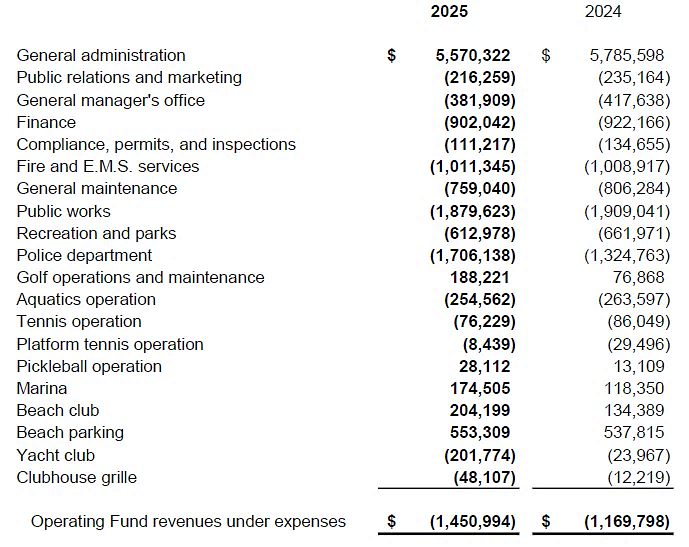 2025 2024
General administration $ 5,570,322 $ 5,785,598
Public relations and marketing (216,259) (235,164)
General manager's office (381,909) (417,638)
Finance (902,042) (922,166)
Compliance, permits, and inspections (111,217) (134,655)
Fire and E.M.S. services (1,011,345) (1,008,917)
General maintenance (759,040) (806,284)
Public works (1,879,623) (1,909,041)
Recreation and parks (612,978) (661,971)
Police department (1,706,138) (1,324,763)
Golf operations and maintenance 188,221 76,868
Aquatics operation (254,562) (263,597)
Tennis operation (76,229) (86,049)
Platform tennis operation (8,439) (29,496)
Pickleball operation 28,112 13,109
Marina 174,505 118,350
Beach club 204,199 134,389
Beach parking 553,309 537,815
Yacht club (201,774) (23,967)
Clubhouse grille (48,107) (12,219)
Operating Fund revenues under expenses $ (1,450,994) $ (1,169,798)